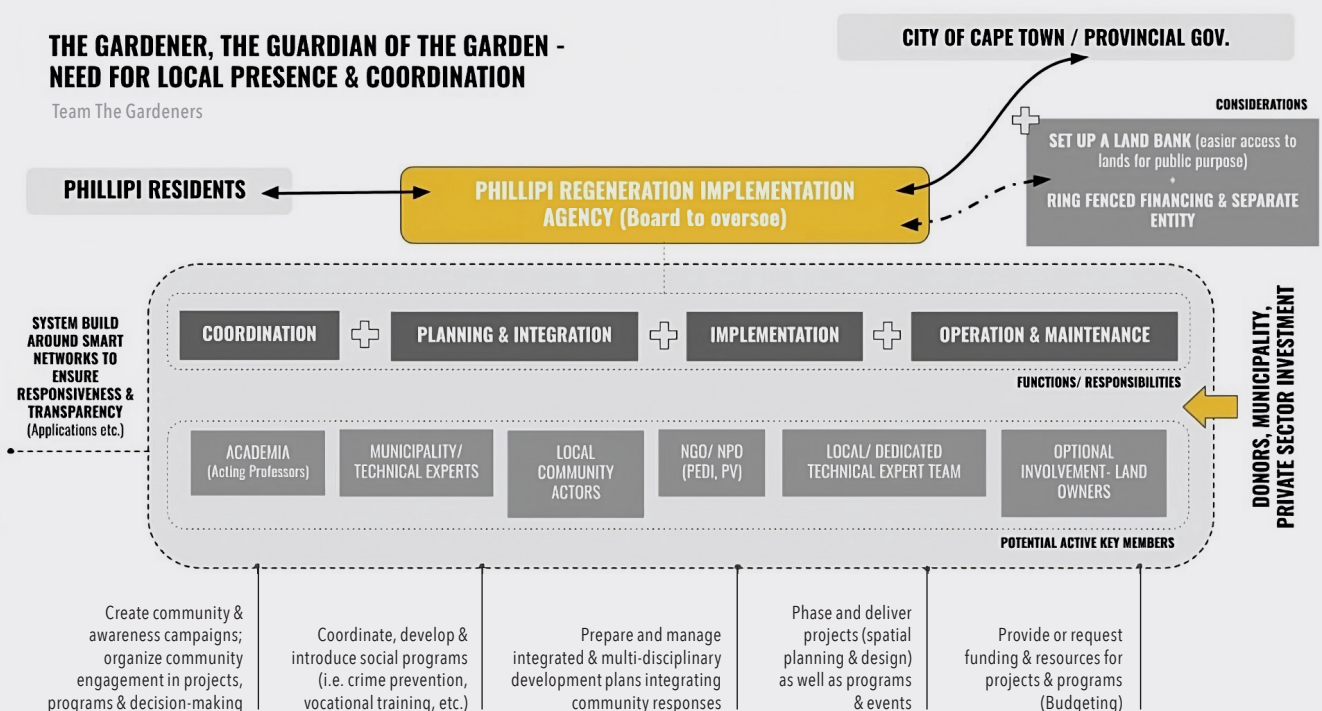 THE GARDENER, THE GUARDIAN OF THE GARDEN -
NEED FOR LOCAL PRESENCE & COORDINATION
Team The Gardeners
CITY OF CAPE TOWN / PROVINCIAL GOV.
CONSIDERATIONS
SET UP A LAND BANK (easier access to
lands for public purpose)
+
RING FENCED FINANCING & SEPARATE
ENTITY
PHILLIPI RESIDENTS
PHILLIPI REGENERATION IMPLEMENTATION
AGENCY (Board to oversee)
SYSTEM BUILD
AROUND SMART
NETWORKS TO
ENSURE
RESPONSIVENESS &
TRANSPARENCY
(Applications etc.)
COORDINATION
PLANNING & INTEGRATION
IMPLEMENTATION
OPERATION & MAINTENANCE
FUNCTIONS/ RESPONSIBILITIES
ACADEMIA
(Acting Professors)
MUNICIPALITY/
TECHNICAL EXPERTS
LOCAL
COMMUNITY
ACTORS
NGO/ NPO
(PEDI, PV)
LOCAL/ DEDICATED
TECHNICAL EXPERT TEAM
OPTIONAL
INVOLVEMENT- LAND
OWNERS
POTENTIAL ACTIVE KEY MEMBERS
DONORS, MUNICIPALITY,
PRIVATE SECTOR INVESTMENT
Create community &
awareness campaigns;
organize community
engagement in projects,
programs & decision-making
Coordinate, develop &
introduce social programs
(i.e. crime prevention,
vocational training, etc.)
Prepare and manage
integrated & multi-disciplinary
development plans integrating
community responses
Phase and deliver
projects (spatial
planning & design)
as well as programs
& events
Provide or request
funding & resources for
projects & programs
(Budgeting)